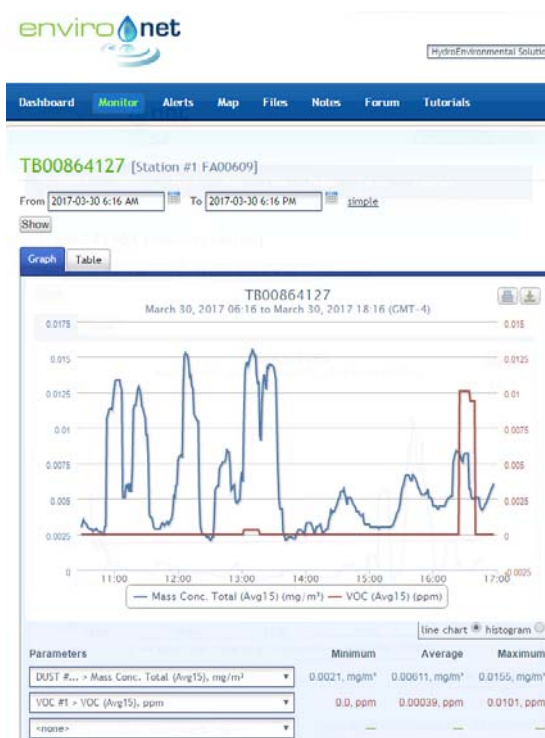 enviro net
HydroEnvironmental Solutio
Dashboard Monitor Alerts Map Files Notes Forum Tutorials
TB00864127 [Station #1 FA00609]
From 2017-03-30 6:16 AM To 2017-03-30 6:16 PM simple
Show
Graph Table
TB00864127
March 30, 2017 06:16 to March 30, 2017 18:16 (GMT-4)
0.0175 0.015
0.015 0.0125
0.0125 0.01
0.01 0.0075
0.0075 0.005
0.005 0.0025
0.0025 0
0 -0.0025
11:00 12:00 13:00 14:00 15:00 16:00 17:00
Mass Conc. Total (Avg15) (mg/m³) VOC (Avg15) (ppm)
line chart histogram
Parameters Minimum Average Maximum
DUST #... > Mass Conc. Total (Avg15), mg/m³ 0.0021, mg/m³ 0.00611, mg/m³ 0.0155, mg/m³
VOC #1 > VOC (Avg15), ppm 0.0, ppm 0.00039, ppm 0.0101, ppm
<none> — — —